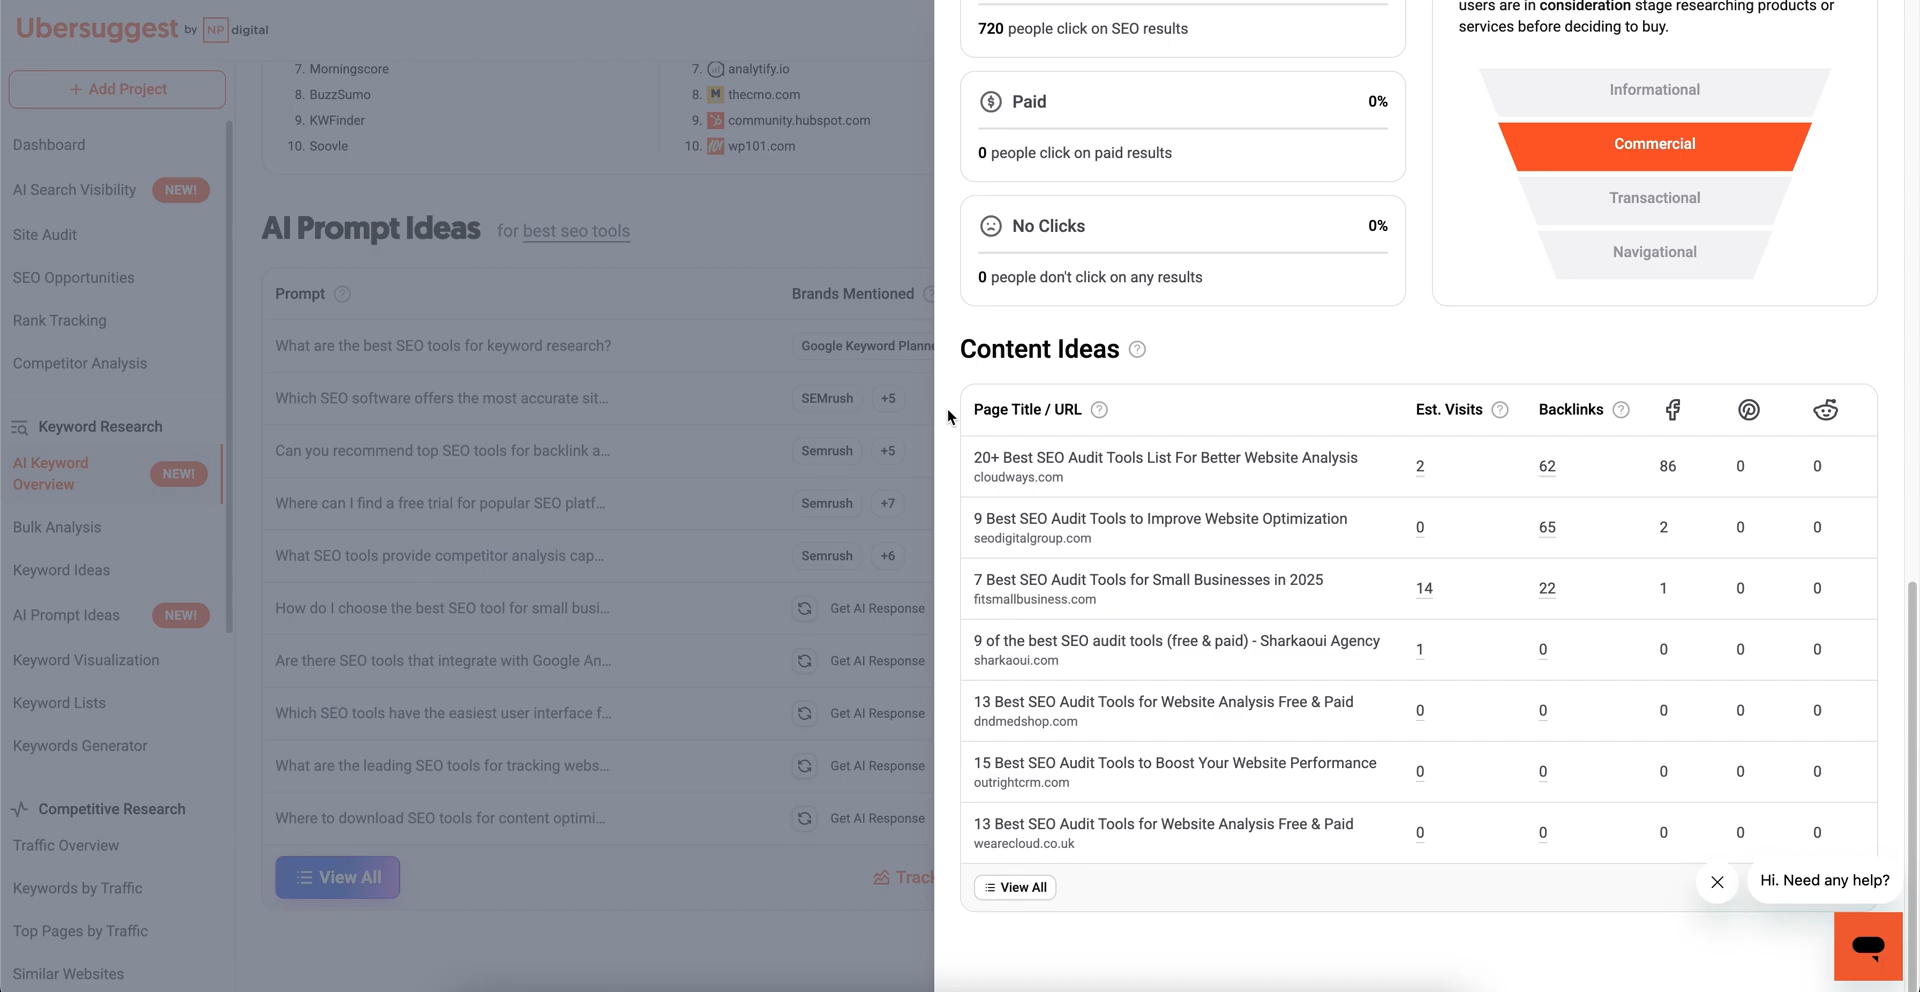 Ubersuggest by NP digital
+ Add Project
Dashboard
AI Search Visibility NEW!
Site Audit
SEO Opportunities
Rank Tracking
Competitor Analysis
Keyword Research
AI Keyword
Overview
NEW!
Bulk Analysis
Keyword Ideas
AI Prompt Ideas NEW!
Keyword Visualization
Keyword Lists
Keywords Generator
Competitive Research
Traffic Overview
Keywords by Traffic
Top Pages by Traffic
Similar Websites
7. Morningscore
8. BuzzSumo
9. KWFinder
10. Soovle
7. analytify.io
8. M thecmo.com
9. community.hubspot.com
10. 101 wp101.com
AI Prompt Ideas for best seo tools
Prompt Brands Mentioned
What are the best SEO tools for keyword research? Google Keyword Planne
Which SEO software offers the most accurate sit... SEMrush +5
Can you recommend top SEO tools for backlink a... Semrush +5
Where can I find a free trial for popular SEO platf... Semrush +7
What SEO tools provide competitor analysis cap... Semrush +6
How do I choose the best SEO tool for small busi... Get AI Response
Are there SEO tools that integrate with Google An... Get AI Response
Which SEO tools have the easiest user interface f... Get AI Response
What are the leading SEO tools for tracking webs... Get AI Response
Where to download SEO tools for content optimi... Get AI Response
View All Track
720 people click on SEO results
Paid 0%
0 people click on paid results
No Clicks 0%
0 people don't click on any results
users are in consideration stage researching products or
services before deciding to buy.
Informational
Commercial
Transactional
Navigational
Content Ideas ?
Page Title / URL ? Est. Visits ? Backlinks ?
20+ Best SEO Audit Tools List For Better Website Analysis
cloudways.com
2 62 86 0 0
9 Best SEO Audit Tools to Improve Website Optimization
seodigitalgroup.com
0 65 2 0 0
7 Best SEO Audit Tools for Small Businesses in 2025
fitsmallbusiness.com
14 22 1 0 0
9 of the best SEO audit tools (free & paid) - Sharkaoui Agency
sharkaoui.com
1 0 0 0 0
13 Best SEO Audit Tools for Website Analysis Free & Paid
dndmedshop.com
0 0 0 0 0
15 Best SEO Audit Tools to Boost Your Website Performance
outrightcrm.com
0 0 0 0 0
13 Best SEO Audit Tools for Website Analysis Free & Paid
wearecloud.co.uk
0 0 0 0 0
View All
Hi. Need any help?